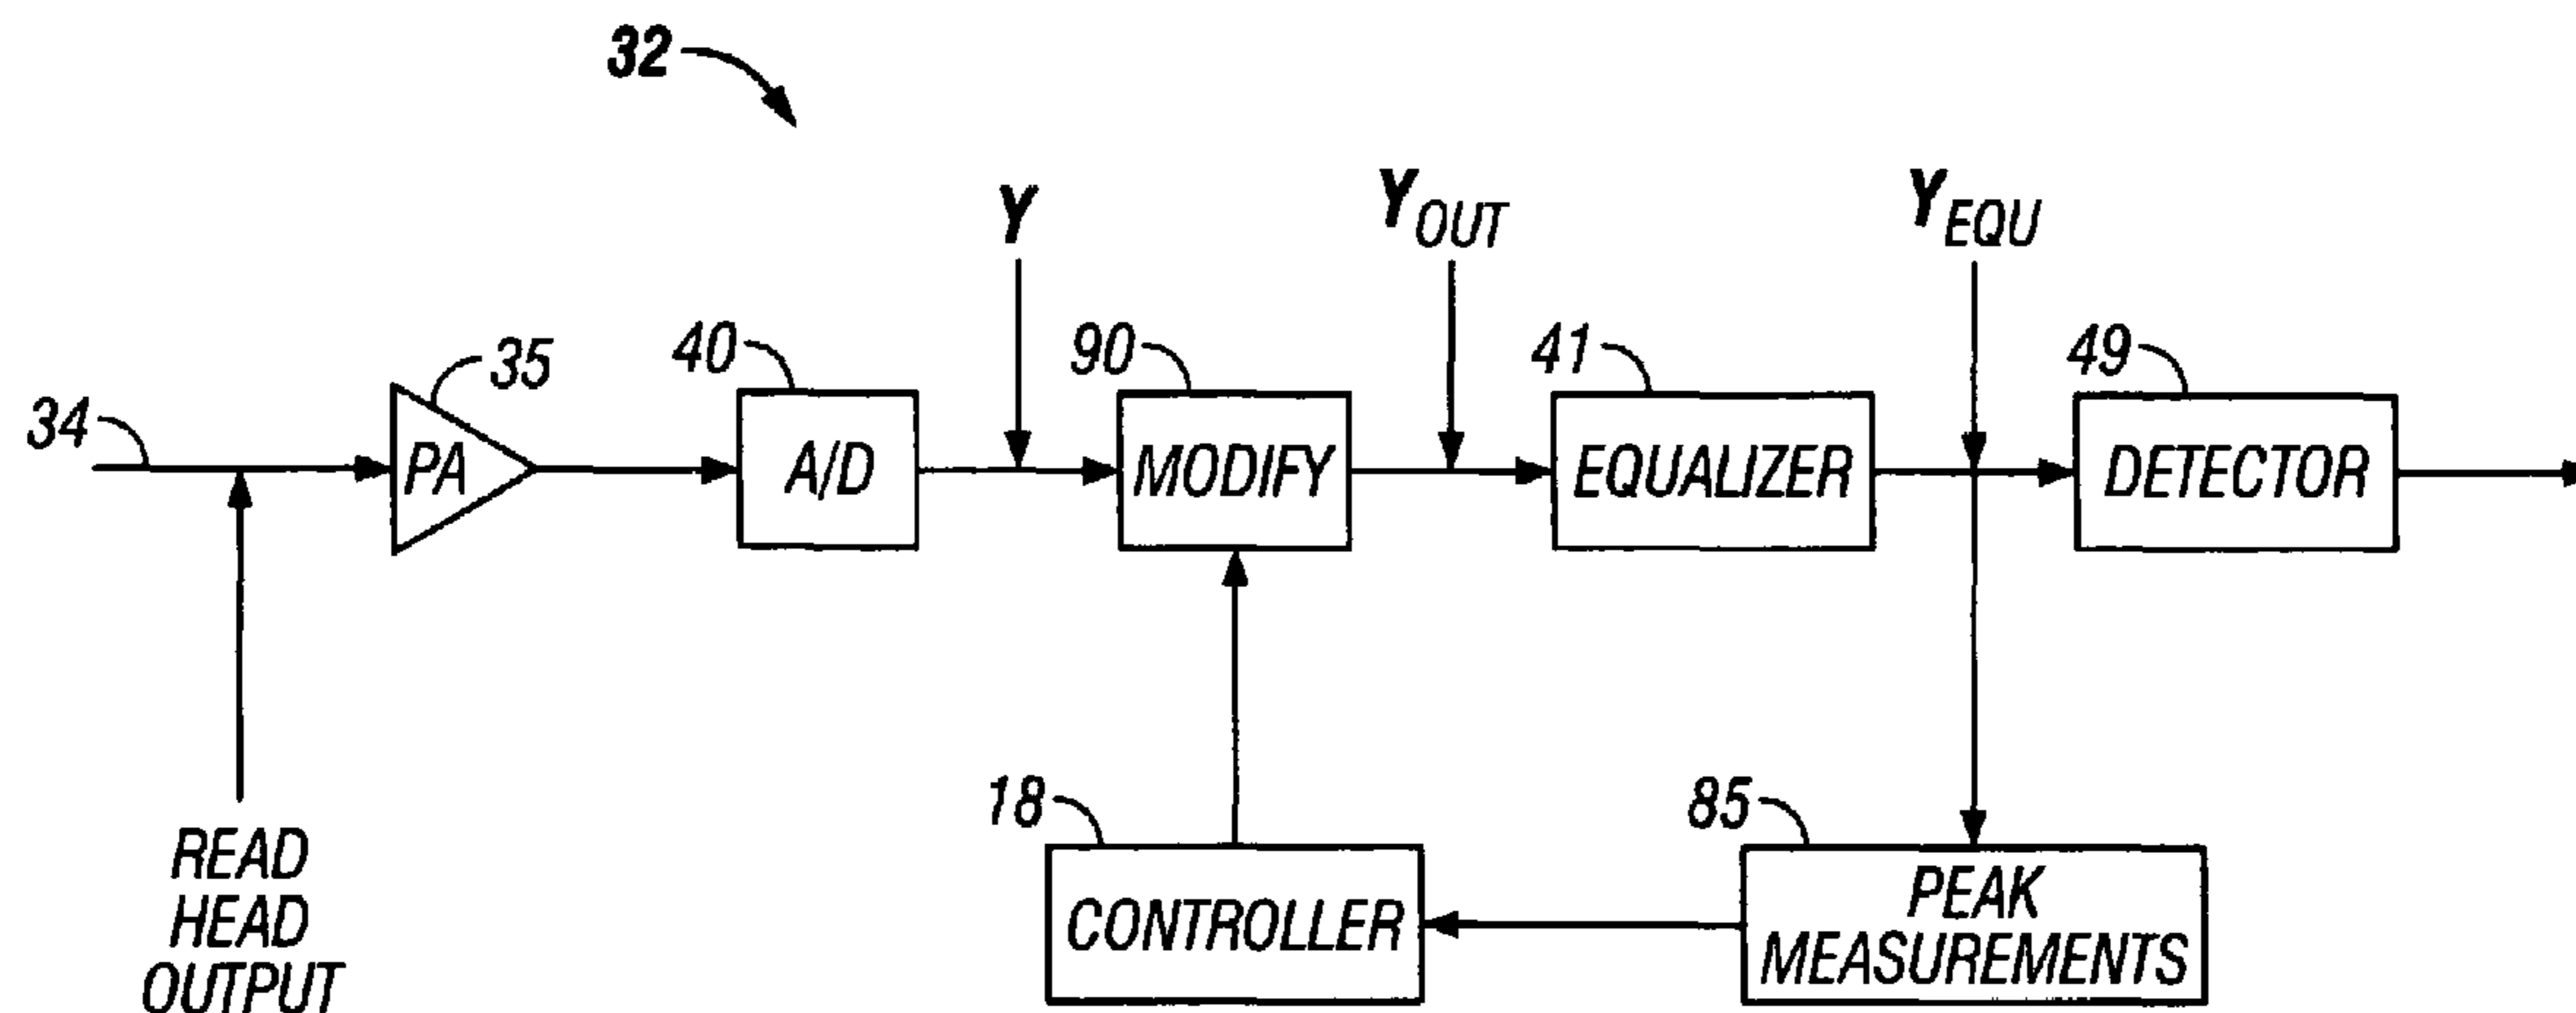 32
Y
YOUT
YEQU
34
35
40
90
41
49
PA
A/D
MODIFY
EQUALIZER
DETECTOR
18
85
READ
HEAD
OUTPUT
CONTROLLER
PEAK
MEASUREMENTS